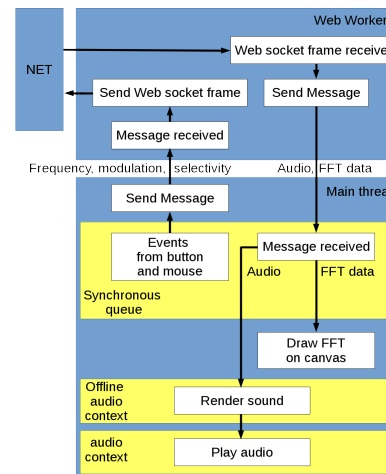 Web Worker
Web socket frame receive
NET
Send Web socket frame
Send Message
Message received
Frequency, modulation, selectivity
Audio, FFT data
Send Message
Main threa
Events
from button
and mouse
Message received
Audio
FFT data
Synchronous
queue
Draw FFT
on canvas
Offline
audio
context
Render sound
audio
context
Play audio